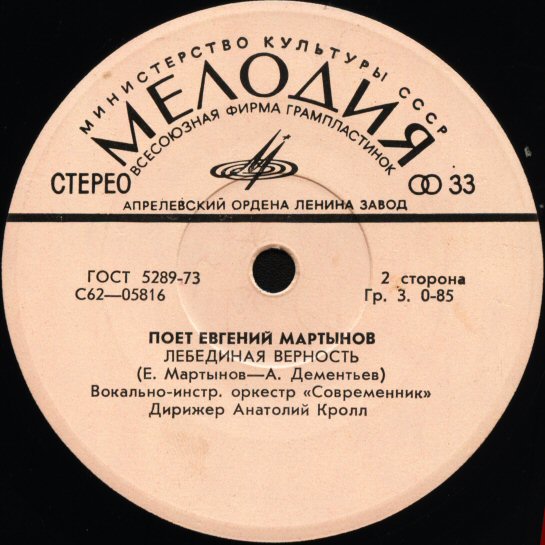 МИНИСТЕРСТВО КУЛЬТУРЫ СССР
МЕЛОДИЯ
ВСЕСОЮЗНАЯ ФИРМА ГРАМПЛАСТИНОК
СТЕРЕО 33
АПРЕЛЕВСКИЙ ОРДЕНА ЛЕНИНА ЗАВОД
ГОСТ 5289-73 2 сторона
С62—05816 Гр. 3. 0-85
ПОЕТ ЕВГЕНИЙ МАРТЫНОВ
ЛЕБЕДИНАЯ ВЕРНОСТЬ
(Е. Мартынов—А. Дементьев)
Вокально-инстр. оркестр «Современник»
Дирижер Анатолий Кролл